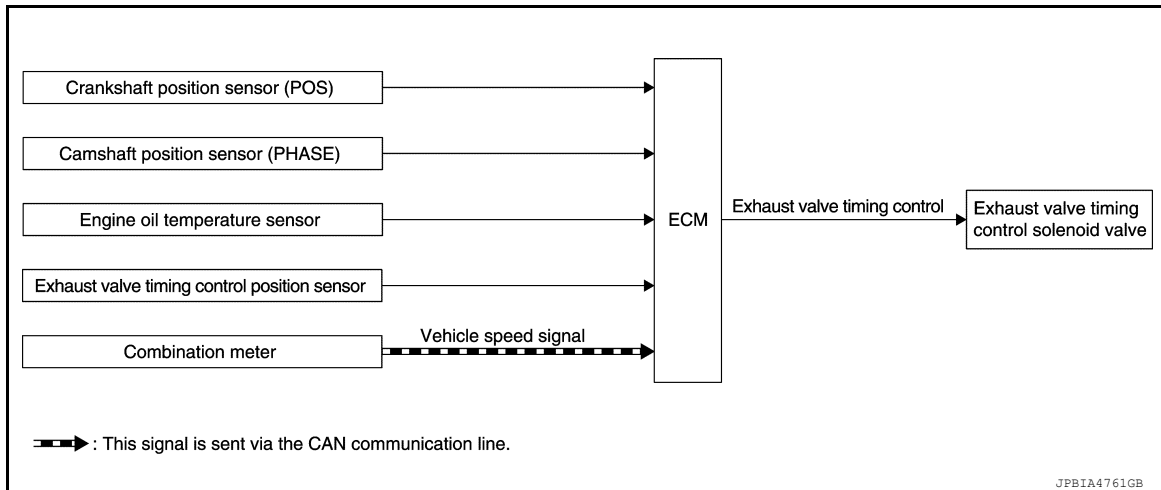 Crankshaft position sensor (POS)
Camshaft position sensor (PHASE)
Engine oil temperature sensor
Exhaust valve timing control position sensor
Combination meter
Vehicle speed signal
ECM
Exhaust valve timing control
Exhaust valve timing
control solenoid valve
: This signal is sent via the CAN communication line.
JPBIA4761GB